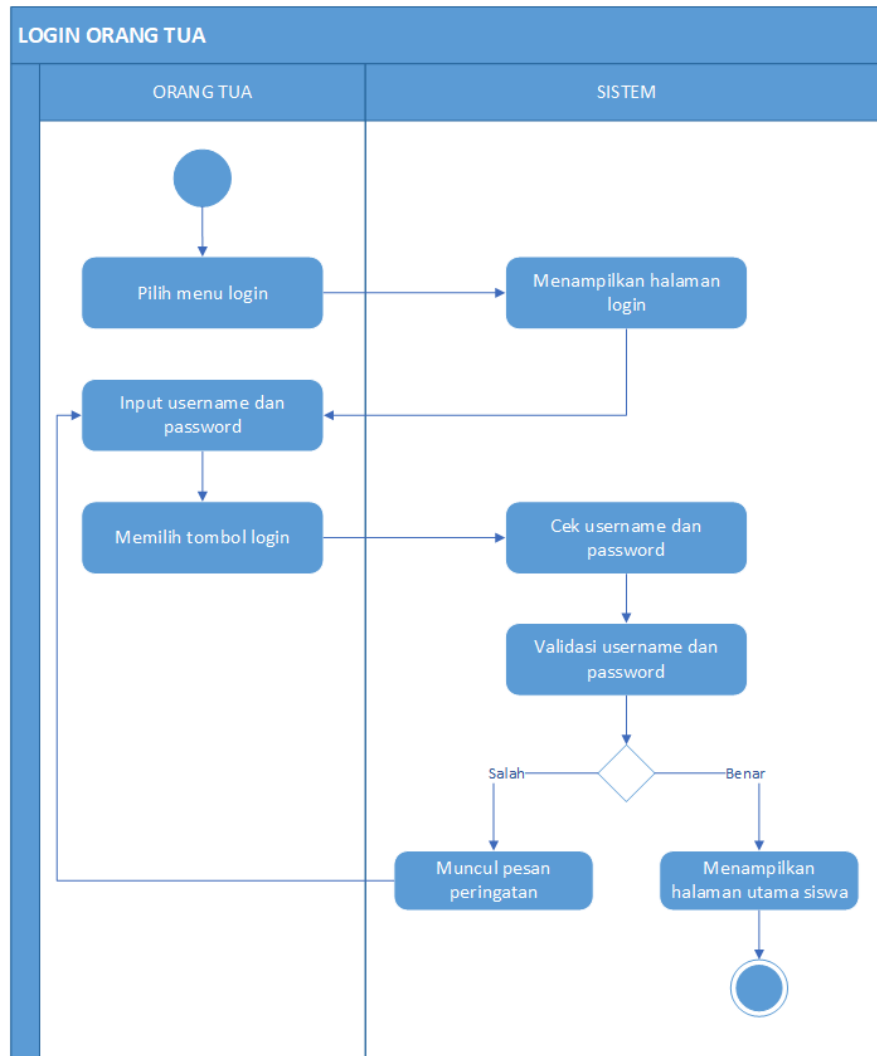 LOGIN ORANG TUA
ORANG TUA
SISTEM
Pilih menu login
Menampilkan halaman
login
Input username dan
password
Memilih tombol login
Cek username dan
password
Validasi username dan
password
Salah
Benar
Muncul pesan
peringatan
Menampilkan
halaman utama siswa